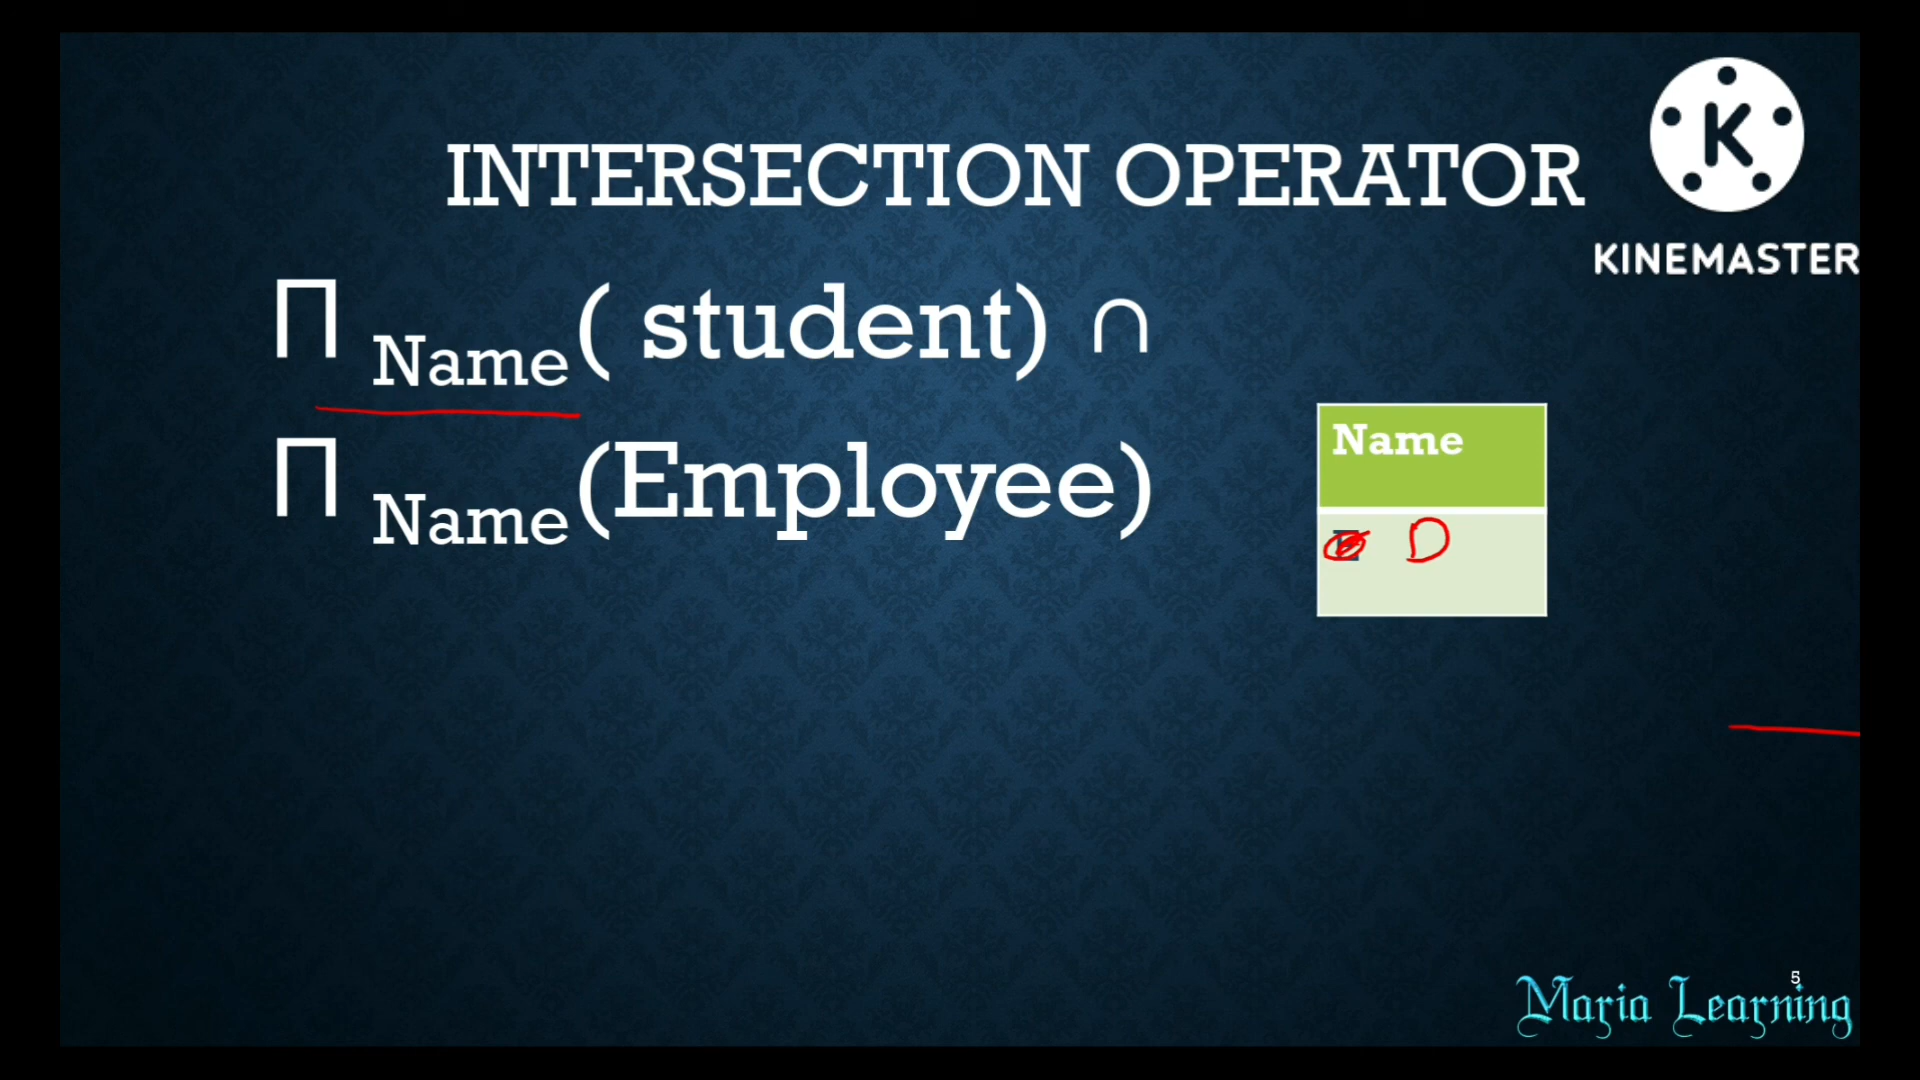 INTERSECTION OPERATOR
KINEMASTER
∏ Name( student) ∩
∏ Name(Employee)
Name
D
5
Maria Learning